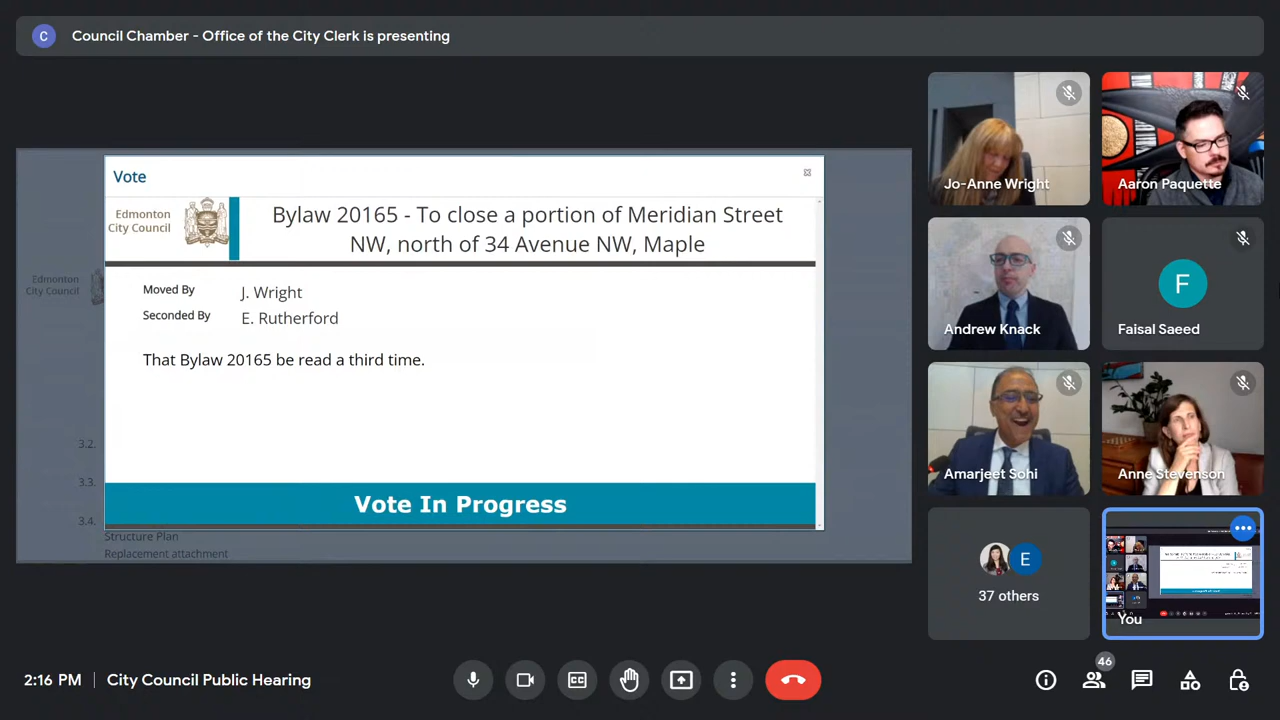 C
Council Chamber - Office of the City Clerk is presenting
Vote
Edmonton
City Council
Bylaw 20165 - To close a portion of Meridian Street
NW, north of 34 Avenue NW, Maple
Edmonton
City Council
Moved By J. Wright
Seconded By E. Rutherford
That Bylaw 20165 be read a third time.
3.2.
3.3.
3.4.
Vote In Progress
Structure Plan
Replacement attachment
Jo-Anne Wright
Aaron Paquette
Andrew Knack
F
Faisal Saeed
Amarjeet Sohi
Anne Stevenson
E
37 others
You
2:16 PM | City Council Public Hearing
CC
46